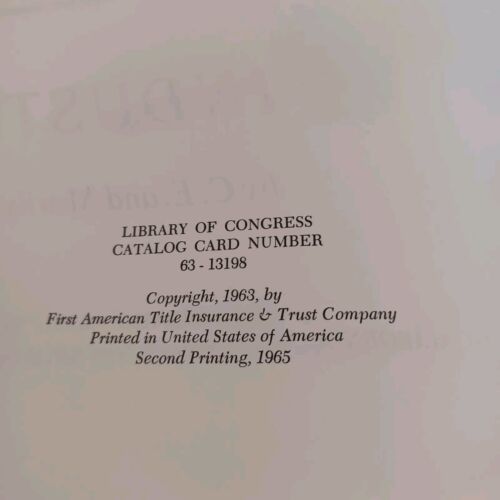 LIBRARY OF CONGRESS
CATALOG CARD NUMBER
63 - 13198
Copyright, 1963, by
First American Title Insurance & Trust Company
Printed in United States of America
Second Printing, 1965